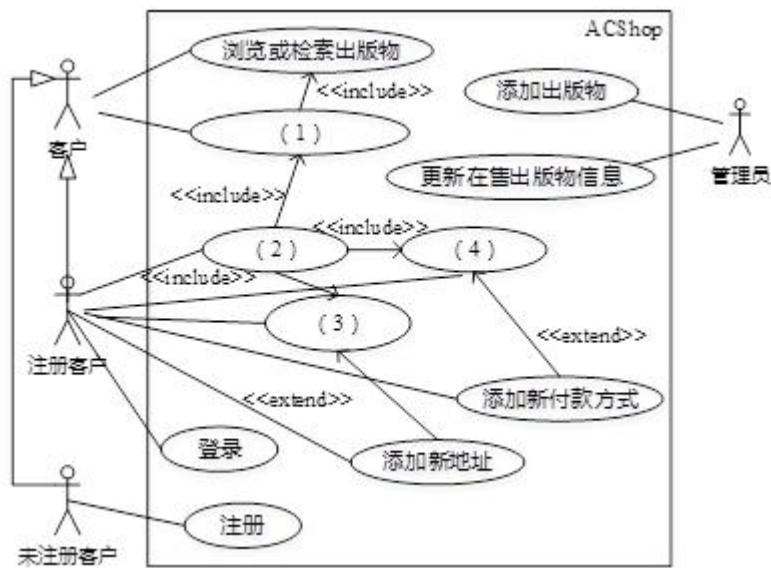 ACShop
浏览或检索出版物
<<include>>
添加出版物
(1)
客户
更新在售出版物信息
管理员
<<include>>
<<include>>
(2)
(4)
<<include>>
(3)
<<extend>>
注册客户
<<extend>>
添加新付款方式
登录
添加新地址
注册
未注册客户